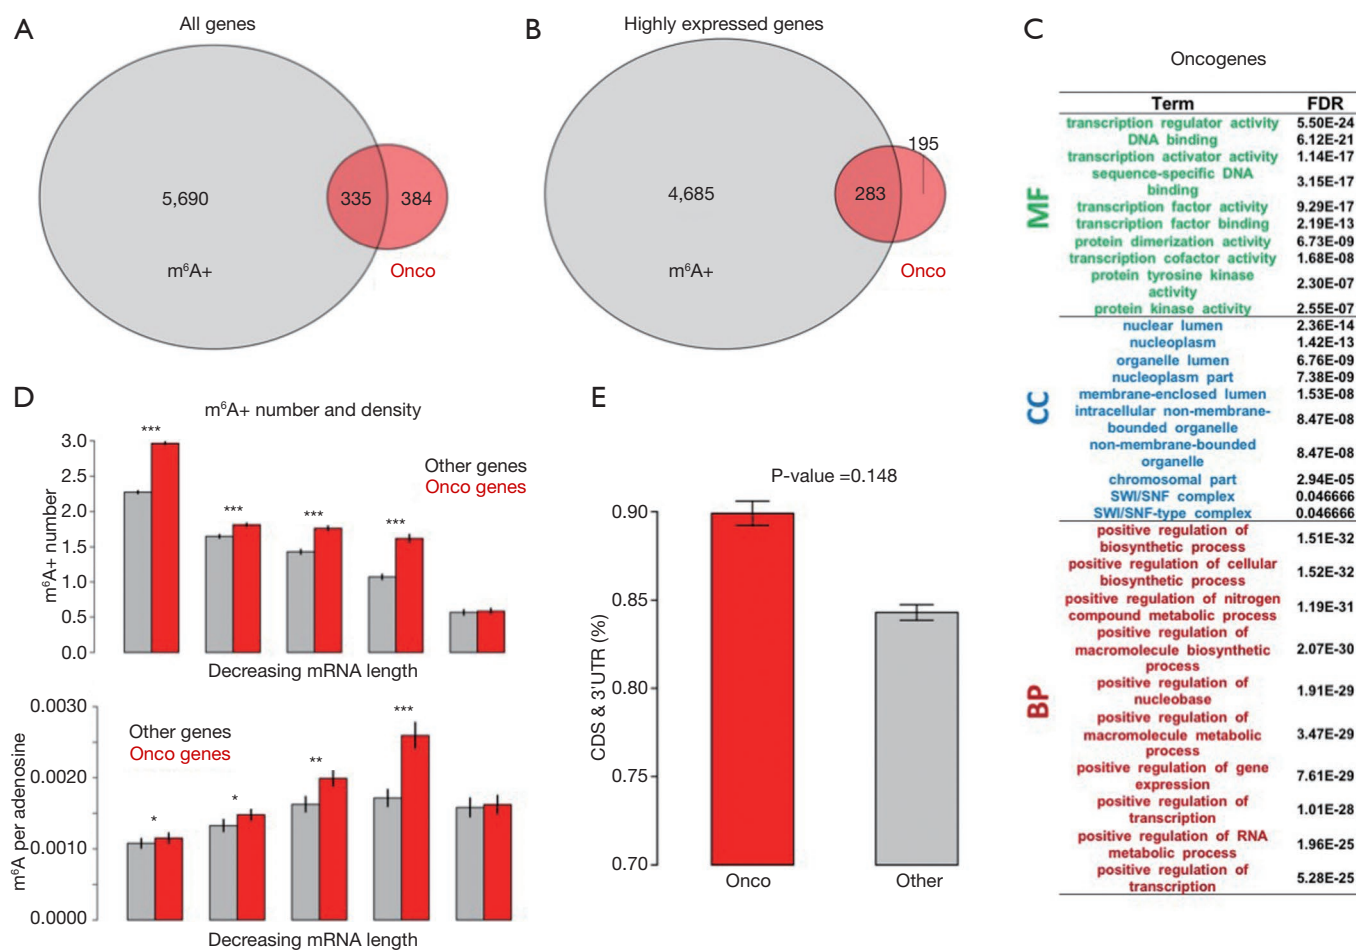 A
All genes
5,690
335
384
m⁶A+
Onco
B
Highly expressed genes
195
4,685
283
m⁶A+
Onco
C
Oncogenes
Term FDR
MF
transcription regulator activity 5.50E-24
DNA binding 6.12E-21
transcription activator activity 1.14E-17
sequence-specific DNA
binding 3.15E-17
transcription factor activity 9.29E-17
transcription factor binding 2.19E-13
protein dimerization activity 6.73E-09
transcription cofactor activity 1.68E-08
protein tyrosine kinase
activity 2.30E-07
protein kinase activity 2.55E-07
CC
nuclear lumen 2.36E-14
nucleoplasm 1.42E-13
organelle lumen 6.76E-09
nucleoplasm part 7.38E-09
membrane-enclosed lumen 1.53E-08
intracellular non-membrane-
bounded organelle 8.47E-08
non-membrane-bounded
organelle 8.47E-08
chromosomal part 2.94E-05
SWI/SNF complex 0.046666
SWI/SNF-type complex 0.046666
BP
positive regulation of
biosynthetic process 1.51E-32
positive regulation of cellular
biosynthetic process 1.52E-32
positive regulation of nitrogen
compound metabolic process 1.19E-31
positive regulation of
macromolecule biosynthetic
process 2.07E-30
positive regulation of
nucleobase 1.91E-29
positive regulation of
macromolecule metabolic
process 3.47E-29
positive regulation of gene
expression 7.61E-29
positive regulation of
transcription 1.01E-28
positive regulation of RNA
metabolic process 1.96E-25
positive regulation of
transcription 5.28E-25
D
m⁶A+ number and density
m⁶A+ number
3.0
2.5
2.0
1.5
1.0
0.5
0.0
***
***
***
***
Other genes
Onco genes
Decreasing mRNA length
m⁶A per adenosine
0.0030
0.0020
0.0010
0.0000
Other genes
Onco genes
*
*
**
***
Decreasing mRNA length
E
P-value =0.148
CDS & 3'UTR (%)
0.90
0.85
0.80
0.75
0.70
Onco
Other